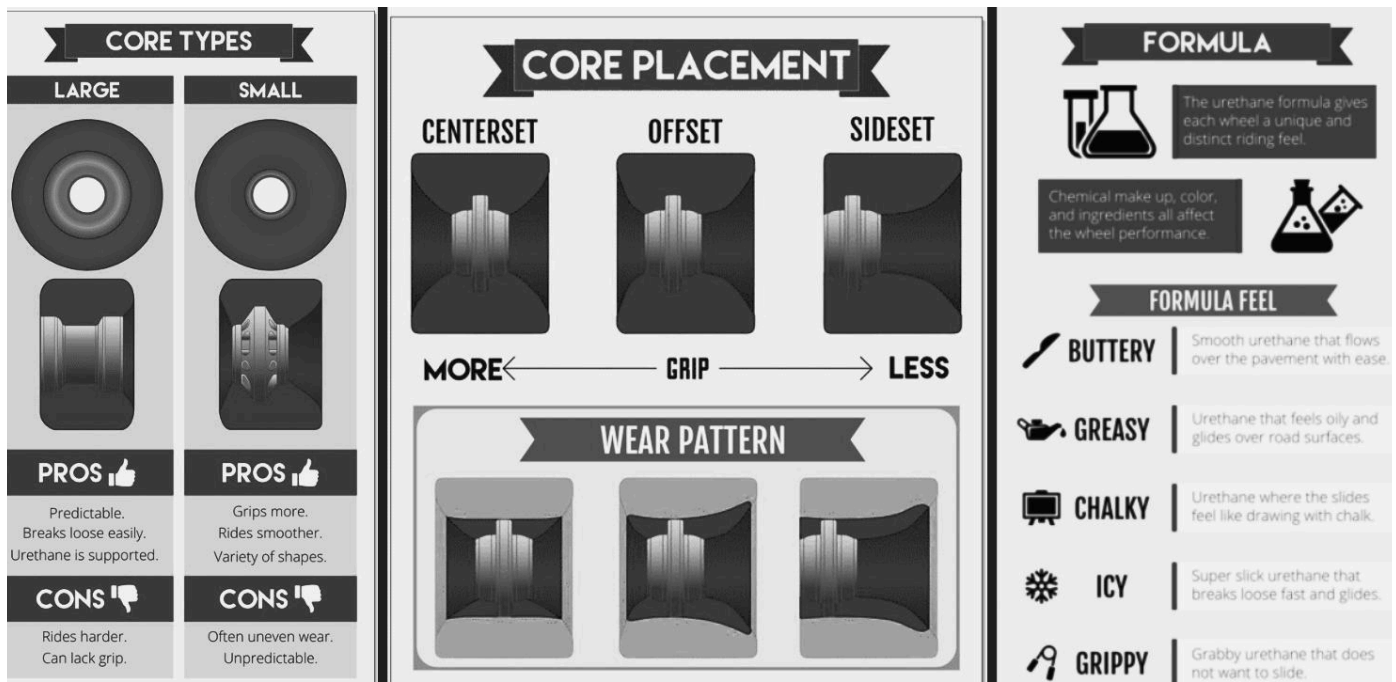 CORE TYPES
LARGE
SMALL
PROS
PROS
Predictable.
Breaks loose easily.
Urethane is supported.
Grips more.
Rides smoother.
Variety of shapes.
CONS
CONS
Rides harder.
Can lack grip.
Often uneven wear.
Unpredictable.
CORE PLACEMENT
CENTERSET
OFFSET
SIDESET
MORE GRIP LESS
WEAR PATTERN
FORMULA
The urethane formula gives
each wheel a unique and
distinct riding feel.
Chemical make up, color,
and ingredients all affect
the wheel performance.
FORMULA FEEL
BUTTERY
Smooth urethane that flows
over the pavement with ease.
GREASY
Urethane that feels oily and
glides over road surfaces.
CHALKY
Urethane where the slides
feel like drawing with chalk.
ICY
Super slick urethane that
breaks loose fast and glides.
GRIPPY
Grabby urethane that does
not want to slide.